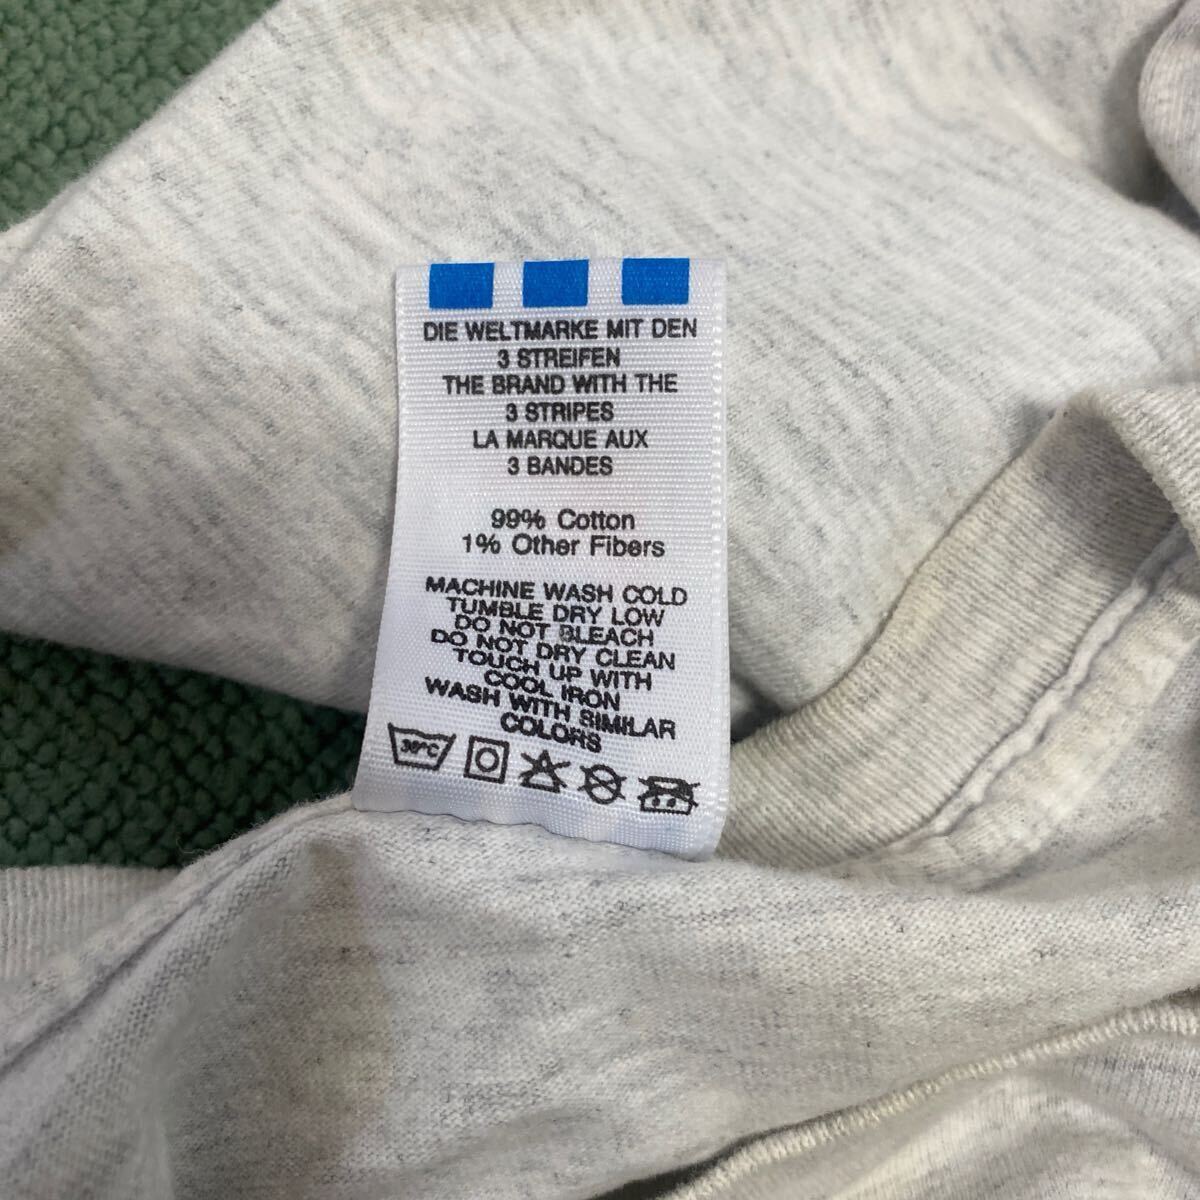 DIE WELTMARKE MIT DEN
3 STREIFEN
THE BRAND WITH THE
3 STRIPES
LA MARQUE AUX
3 BANDES
99% Cotton
1% Other Fibers
MACHINE WASH COLD
TUMBLE DRY LOW
DO NOT BLEACH
DO NOT DRY CLEAN
TOUCH UP WITH
COOL IRON
WASH WITH SIMILAR
COLORS
30°C